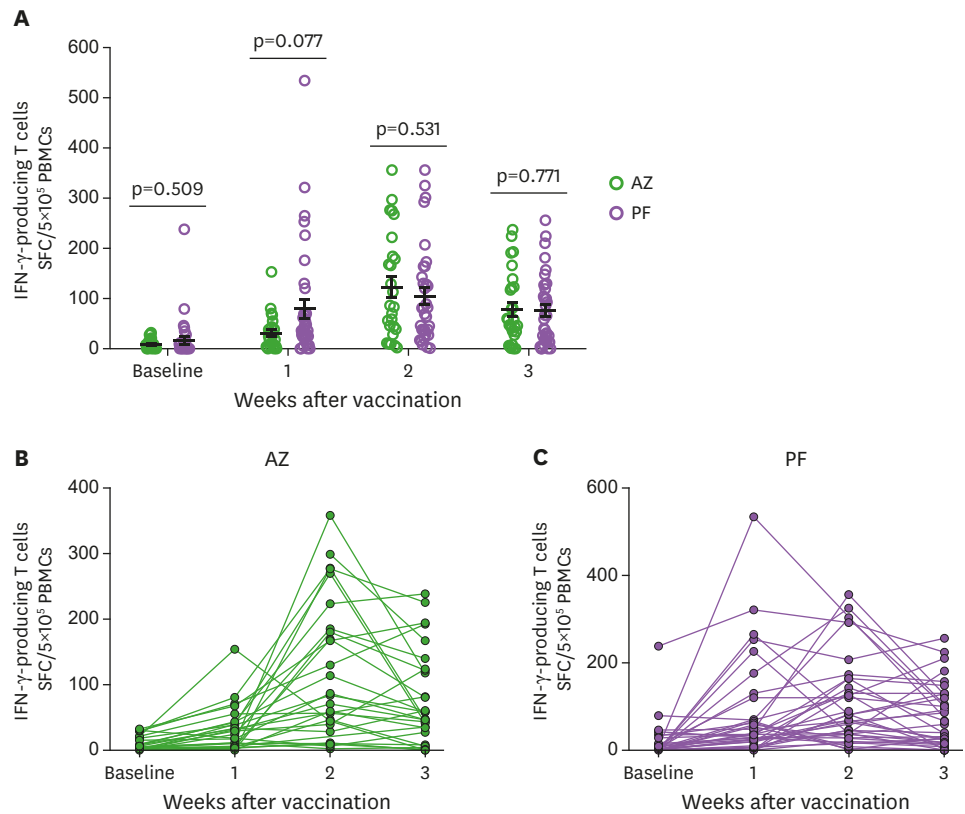 A
IFN-γ-producing T cells
SFC/5×10⁵ PBMCs
600
500
400
300
200
100
0
p=0.509
p=0.077
p=0.531
p=0.771
AZ
PF
Baseline
1
2
3
Weeks after vaccination
B
AZ
IFN-γ-producing T cells
SFC/5×10⁵ PBMCs
400
300
200
100
0
Baseline
1
2
3
Weeks after vaccination
C
PF
IFN-γ-producing T cells
SFC/5×10⁵ PBMCs
600
400
200
0
Baseline
1
2
3
Weeks after vaccination